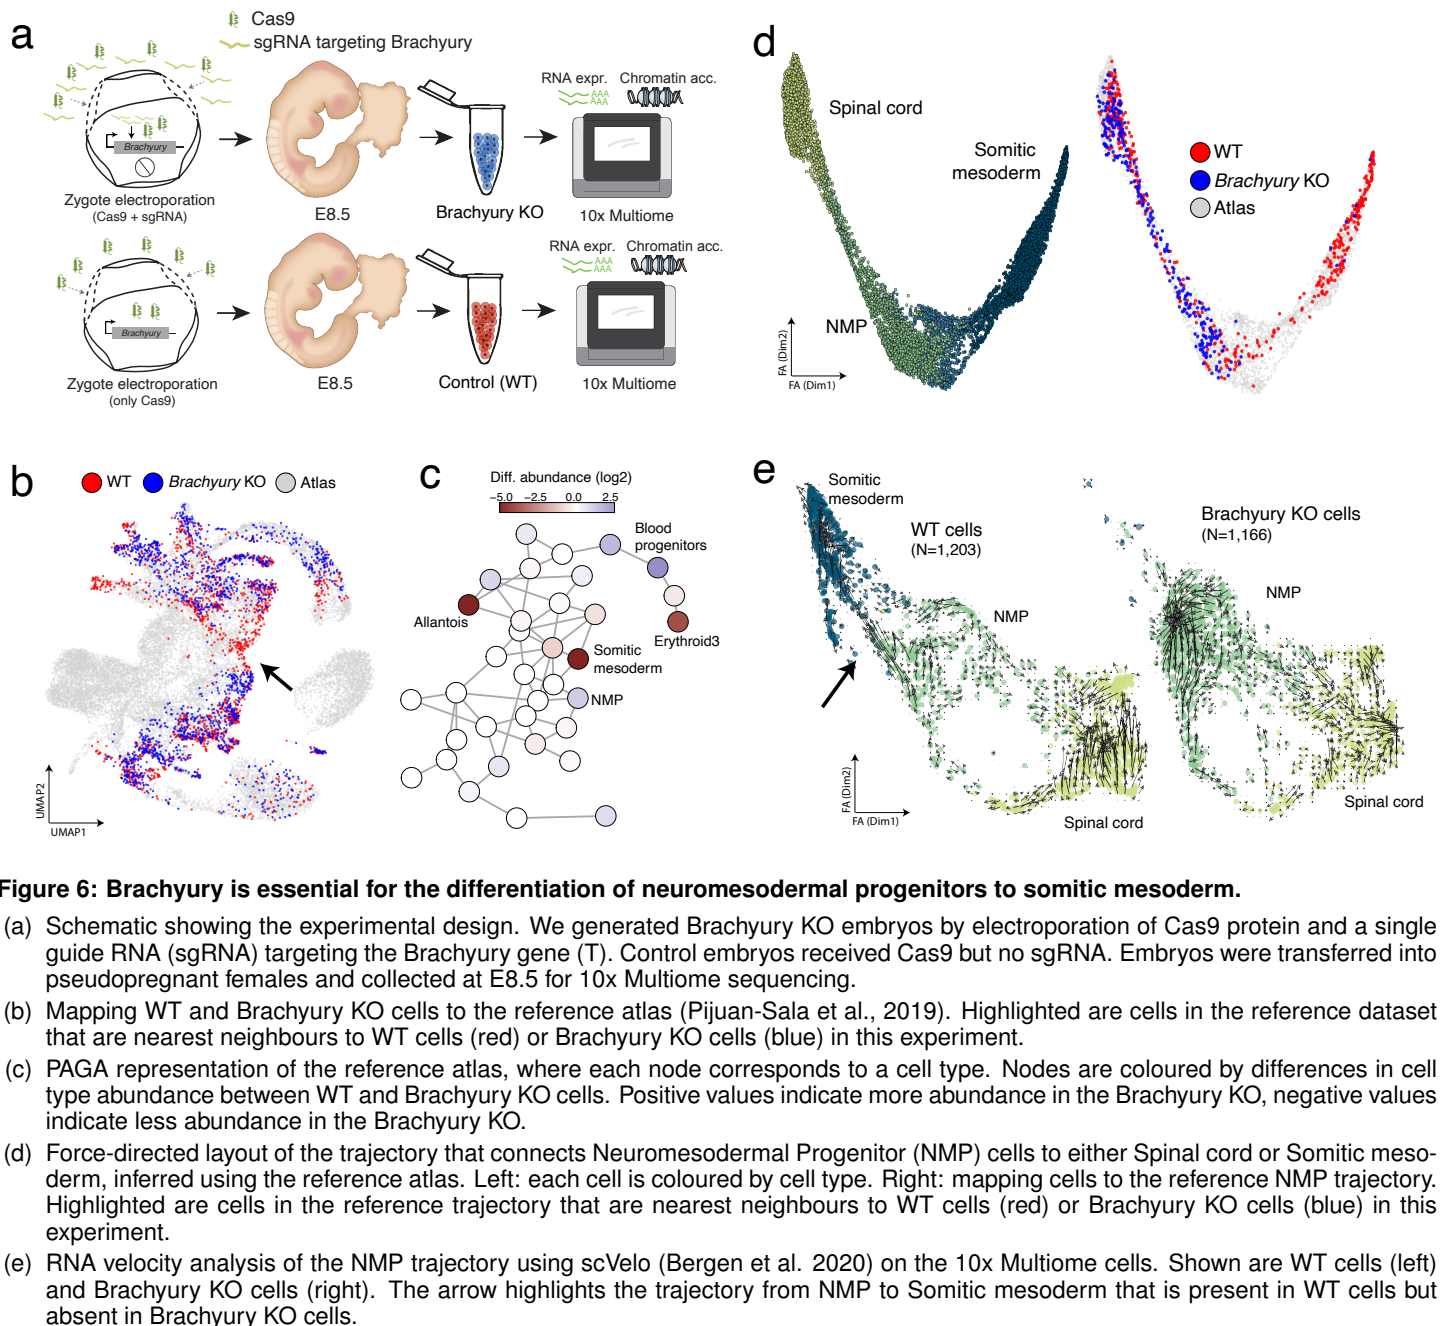 a
Cas9
sgRNA targeting Brachyury
Brachyury
Zygote electroporation
(Cas9 + sgRNA)
E8.5
Brachyury KO
RNA expr.
Chromatin acc.
AAA
AAA
10x Multiome
Brachyury
Zygote electroporation
(only Cas9)
E8.5
Control (WT)
RNA expr.
Chromatin acc.
AAA
AAA
10x Multiome
b
WT
Brachyury KO
Atlas
UMAP2
UMAP1
c
Diff. abundance (log2)
−5.0 −2.5 0.0 2.5
Blood
progenitors
Allantois
Erythroid3
Somitic
mesoderm
NMP
d
Spinal cord
Somitic
mesoderm
NMP
FA (Dim2)
FA (Dim1)
WT
Brachyury KO
Atlas
e
Somitic
mesoderm
WT cells
(N=1,203)
NMP
Spinal cord
FA (Dim2)
FA (Dim1)
Brachyury KO cells
(N=1,166)
NMP
Spinal cord
Figure 6: Brachyury is essential for the differentiation of neuromesodermal progenitors to somitic mesoderm.
(a) Schematic showing the experimental design. We generated Brachyury KO embryos by electroporation of Cas9 protein and a single
guide RNA (sgRNA) targeting the Brachyury gene (T). Control embryos received Cas9 but no sgRNA. Embryos were transferred into
pseudopregnant females and collected at E8.5 for 10x Multiome sequencing.
(b) Mapping WT and Brachyury KO cells to the reference atlas (Pijuan-Sala et al., 2019). Highlighted are cells in the reference dataset
that are nearest neighbours to WT cells (red) or Brachyury KO cells (blue) in this experiment.
(c) PAGA representation of the reference atlas, where each node corresponds to a cell type. Nodes are coloured by differences in cell
type abundance between WT and Brachyury KO cells. Positive values indicate more abundance in the Brachyury KO, negative values
indicate less abundance in the Brachyury KO.
(d) Force-directed layout of the trajectory that connects Neuromesodermal Progenitor (NMP) cells to either Spinal cord or Somitic meso-
derm, inferred using the reference atlas. Left: each cell is coloured by cell type. Right: mapping cells to the reference NMP trajectory.
Highlighted are cells in the reference trajectory that are nearest neighbours to WT cells (red) or Brachyury KO cells (blue) in this
experiment.
(e) RNA velocity analysis of the NMP trajectory using scVelo (Bergen et al. 2020) on the 10x Multiome cells. Shown are WT cells (left)
and Brachyury KO cells (right). The arrow highlights the trajectory from NMP to Somitic mesoderm that is present in WT cells but
absent in Brachyury KO cells.